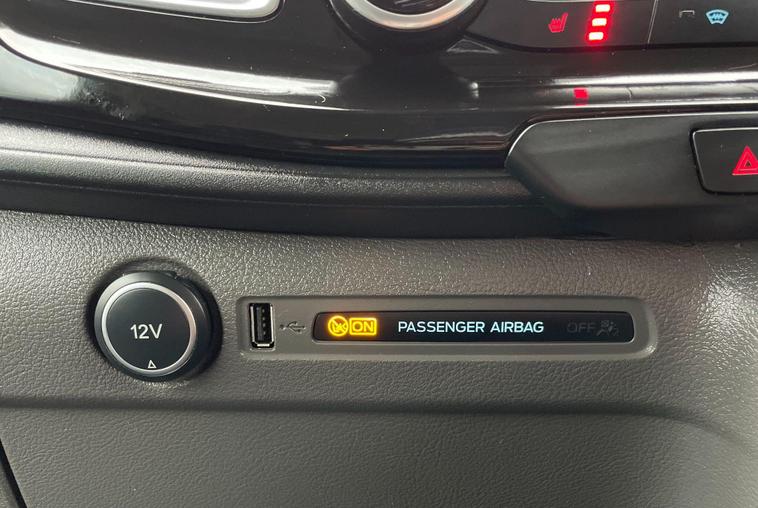 12V
ON PASSENGER AIRBAG OFF